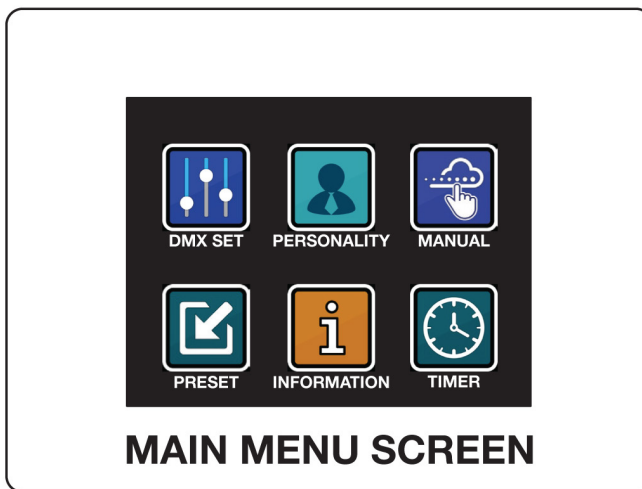 DMX SET PERSONALITY MANUAL
PRESET INFORMATION TIMER
MAIN MENU SCREEN